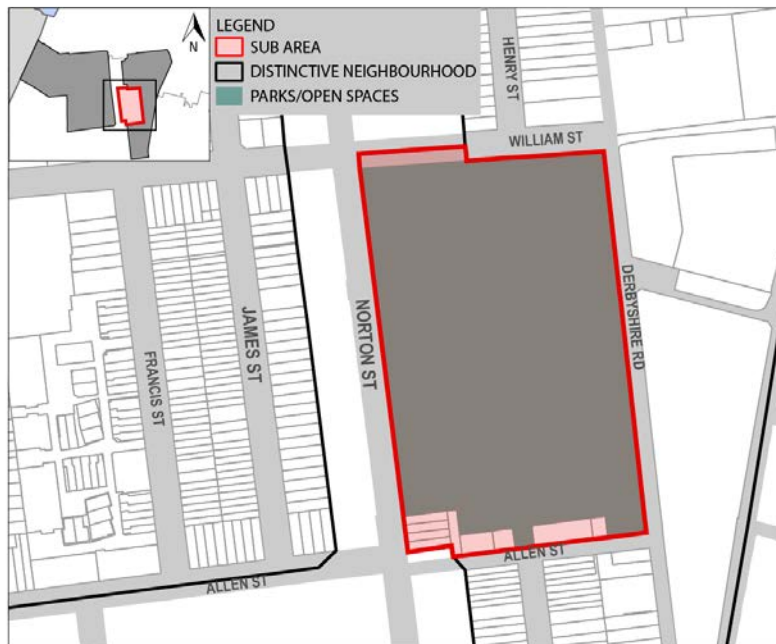 N
LEGEND
SUB AREA
DISTINCTIVE NEIGHBOURHOOD
PARKS/OPEN SPACES
HENRY ST
WILLIAM ST
NORTON ST
DERBYSHIRE RD
JAMES ST
FRANCIS ST
ALLEN ST
ALLEN ST